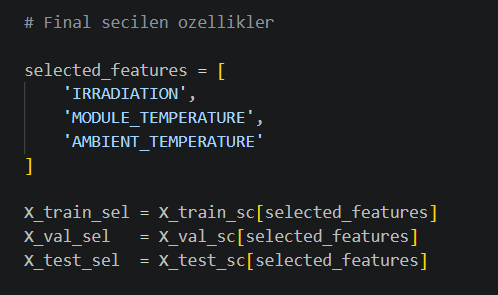 # Final secilen ozellikler
selected_features = [
    'IRRADIATION',
    'MODULE_TEMPERATURE',
    'AMBIENT_TEMPERATURE'
]
X_train_sel = X_train_sc[selected_features]
X_val_sel   = X_val_sc[selected_features]
X_test_sel  = X_test_sc[selected_features]